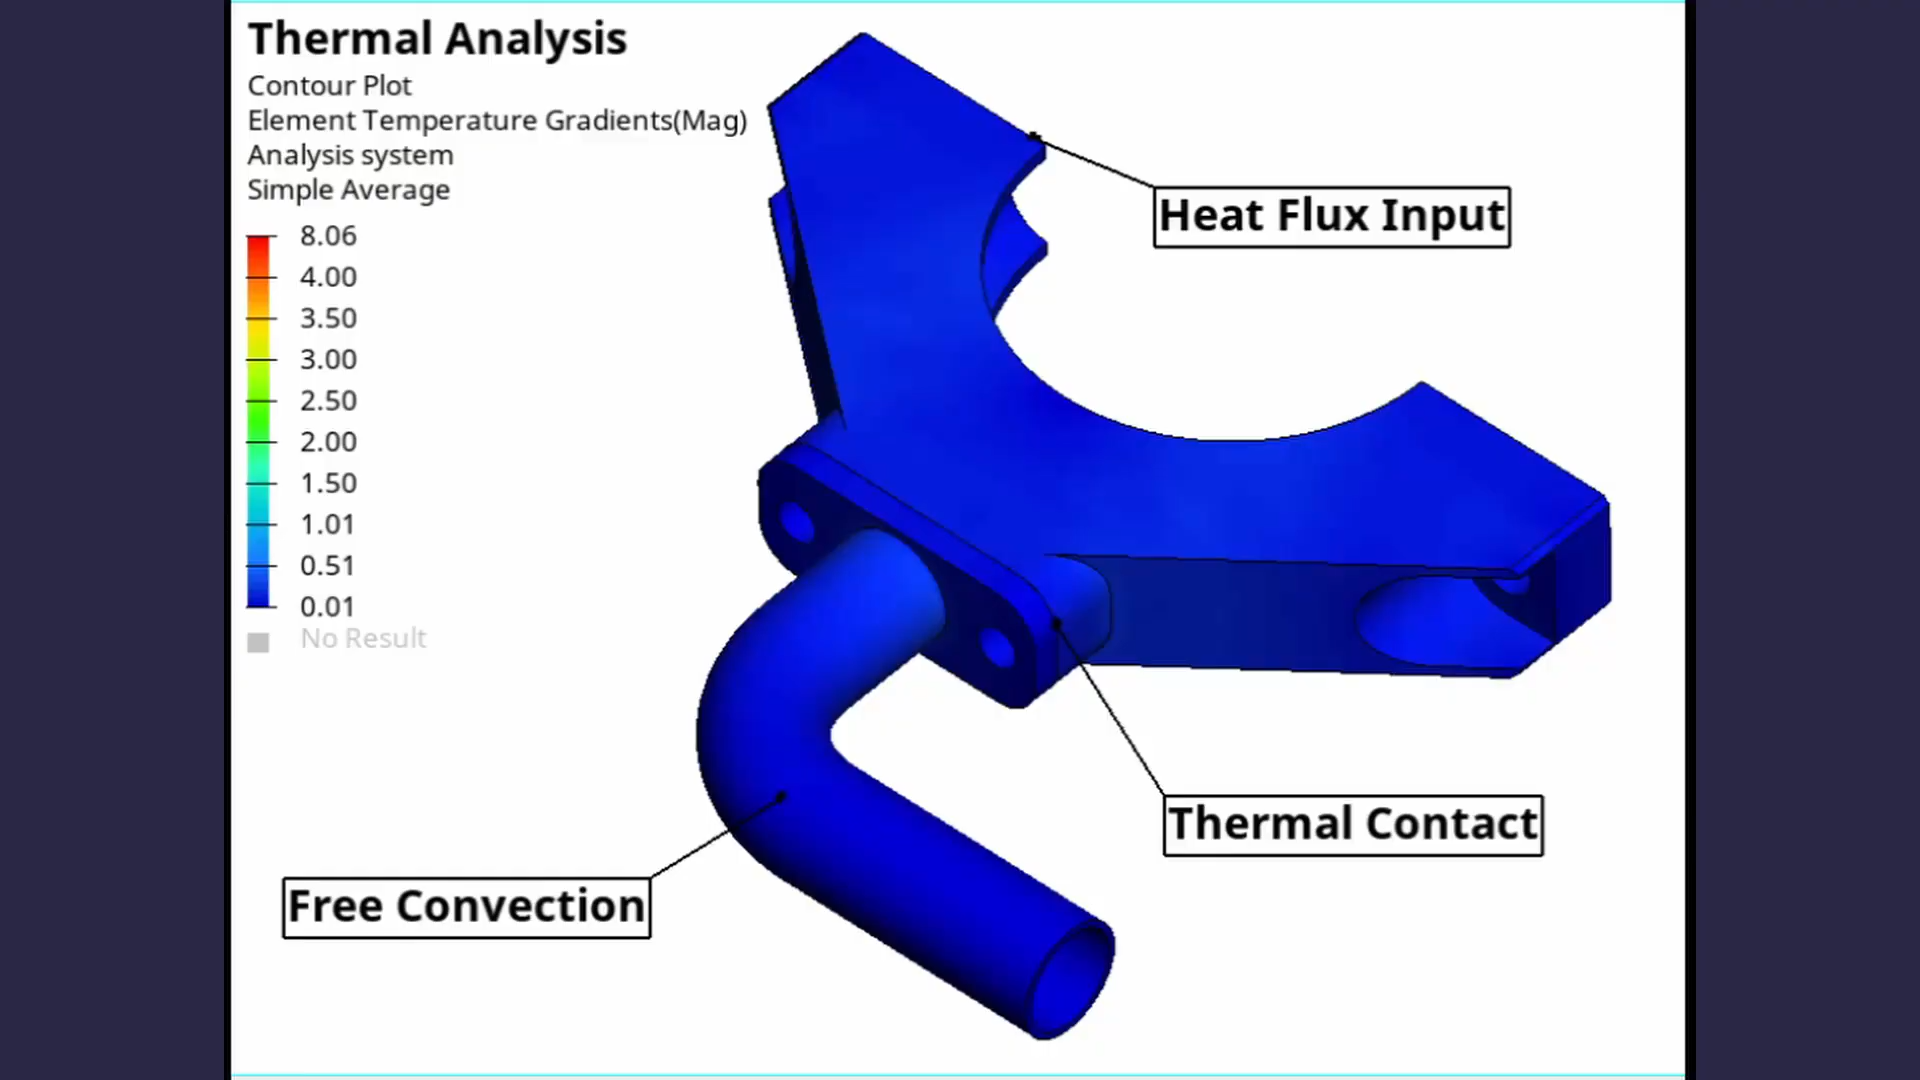 Thermal Analysis
Contour Plot
Element Temperature Gradients(Mag)
Analysis system
Simple Average
8.06
4.00
3.50
3.00
2.50
2.00
1.50
1.01
0.51
0.01
No Result
Heat Flux Input
Thermal Contact
Free Convection